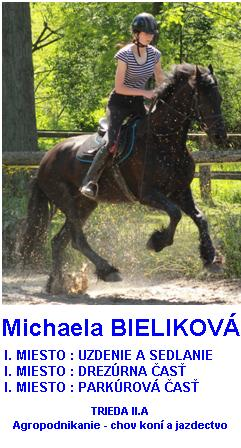 Michaela BIELIKOVÁ
I. MIESTO : UZDENIE A SEDLANIE
I. MIESTO : DREZÚRNA ČASŤ
I. MIESTO : PARKÚROVÁ ČASŤ
TRIEDA II.A
Agropodnikanie - chov koní a jazdectvo